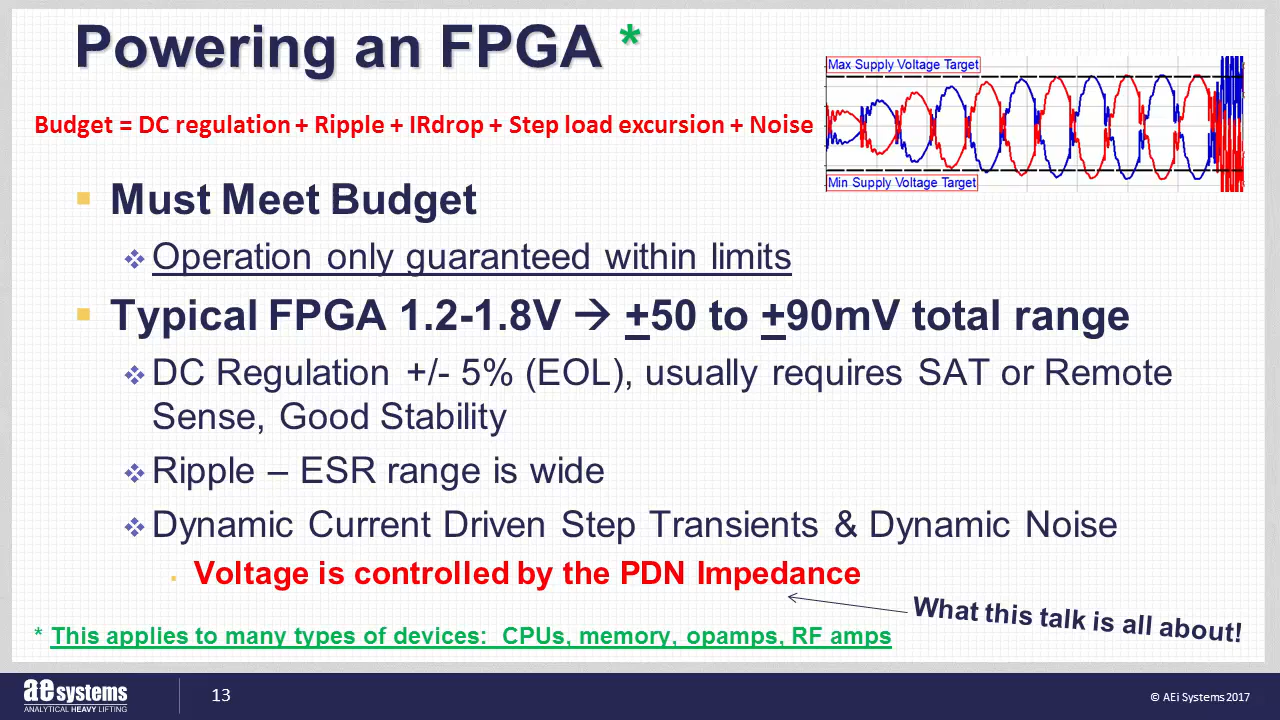 Powering an FPGA *
Max Supply Voltage Target
Min Supply Voltage Target
Budget = DC regulation + Ripple + IRdrop + Step load excursion + Noise
Must Meet Budget
Operation only guaranteed within limits
Typical FPGA 1.2-1.8V → +50 to +90mV total range
DC Regulation +/- 5% (EOL), usually requires SAT or Remote
Sense, Good Stability
Ripple – ESR range is wide
Dynamic Current Driven Step Transients & Dynamic Noise
Voltage is controlled by the PDN Impedance
What this talk is all about!
* This applies to many types of devices: CPUs, memory, opamps, RF amps
ae systems
ANALYTICAL HEAVY LIFTING
13
© AEi Systems 2017